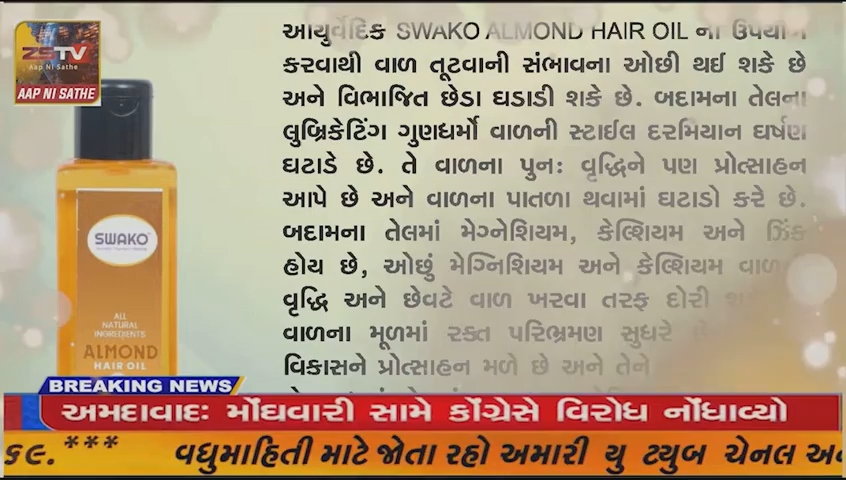 ZSTV
Aap Ni Sathe
AAP NI SATHE
આયુર્વેદિક SWAKO ALMOND HAIR OIL ના ઉપયોગ
કરવાથી વાળ તૂટવાની સંભાવના ઓછી થઈ શકે છે
અને વિભાજિત છેડા ઘડાડી શકે છે. બદામના તેલના
લુબ્રિકેટિંગ ગુણધર્મો વાળની સ્ટાઈલ દરમિયાન ઘર્ષણ
ઘટાડે છે. તે વાળના પુનઃ વૃદ્ધિને પણ પ્રોત્સાહન
આપે છે અને વાળના પાતળા થવામાં ઘટાડો કરે છે.
બદામના તેલમાં મેગ્નેશિયમ, કેલ્શિયમ અને ઝિંક
હોય છે, ઓછું મેગ્નિશિયમ અને કેલ્શિયમ વાળ
વૃદ્ધિ અને છેવટે વાળ ખરવા તરફ દોરી
વાળના મૂળમાં રક્ત પરિભ્રમણ સુધરે
વિકાસને પ્રોત્સાહન મળે છે અને તેને
SWAKO
ALL
NATURAL
INGREDIENTS
ALMOND
HAIR OIL
BREAKING NEWS
અમદાવાદઃ મોંઘવારી સામે કોંગ્રેસે વિરોધ નોંધાવ્યો
કરો.*** વધુમાહિતી માટે જોતા રહો અમારી યુ ટ્યુબ ચેનલ